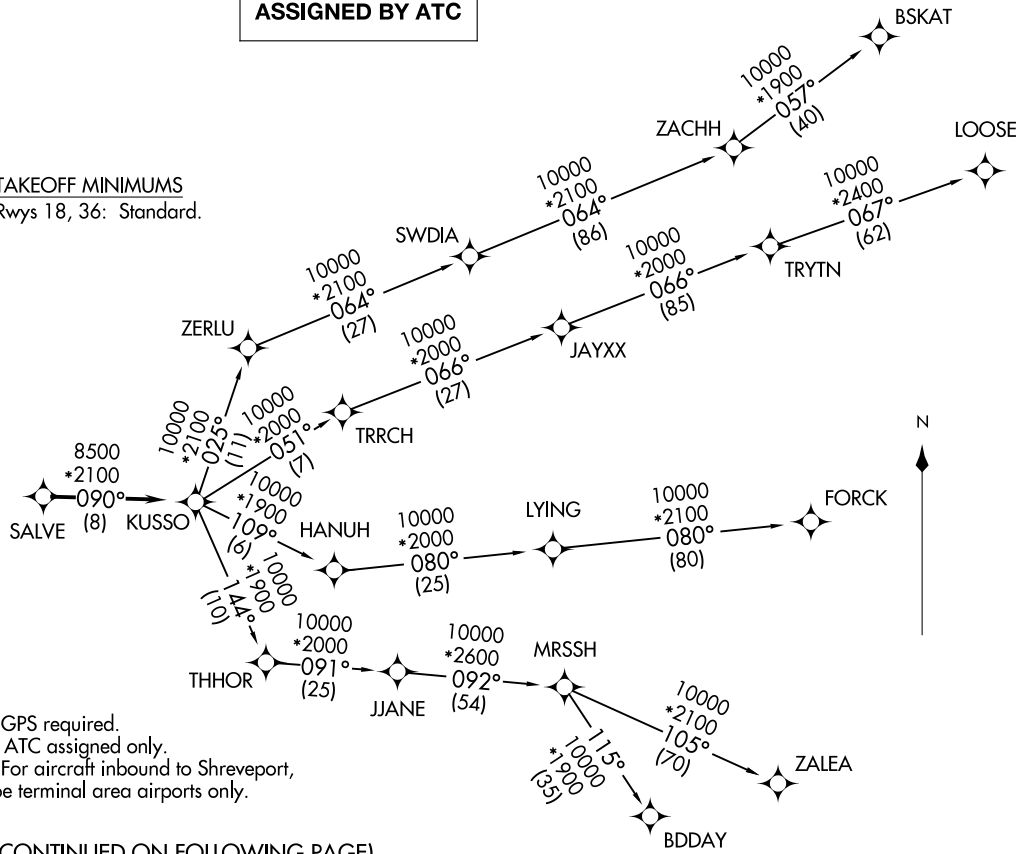 ASSIGNED BY ATC
BSKAT
10000
*1900
057°
(40)
ZACHH
LOOSE
TAKEOFF MINIMUMS
Rwys 18, 36: Standard.
10000
*2100
064°
(86)
10000
*2400
067°
(62)
SWDIA
10000
*2100
064°
(27)
10000
*2000
066°
(85)
TRYTN
ZERLU
10000
*2000
066°
(27)
JAYXX
10000
*2100
025°
(11)
10000
*2000
051°
(7)
TRRCH
N
8500
*2100
090°
(8)
SALVE
KUSSO
10000
*1900
109°
(6)
HANUH
10000
*2000
080°
(25)
LYING
10000
*2100
080°
(80)
FORCK
10000
*1900
144°
(10)
THHOR
10000
*2000
091°
(25)
JJANE
10000
*2600
092°
(54)
MRSSH
10000
*2100
105°
(70)
ZALEA
115°
10000
*1900
(35)
BDDAY
GPS required.
ATC assigned only.
For aircraft inbound to Shreveport,
be terminal area airports only.
CONTINUED ON FOLLOWING PAGE)